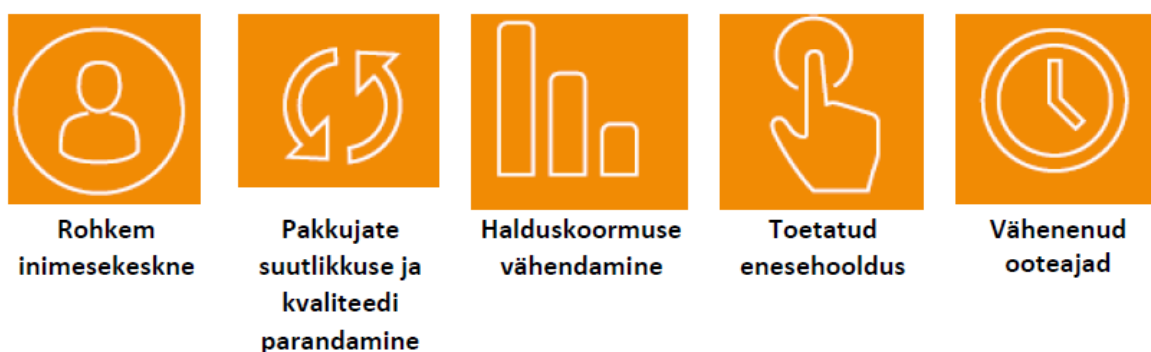 Rohkem
inimesekeskne
Pakkujate
suutlikkuse ja
kvaliteedi
parandamine
Halduskoormuse
vähendamine
Toetatud
enesehooldus
Vähenenud
ooteajad